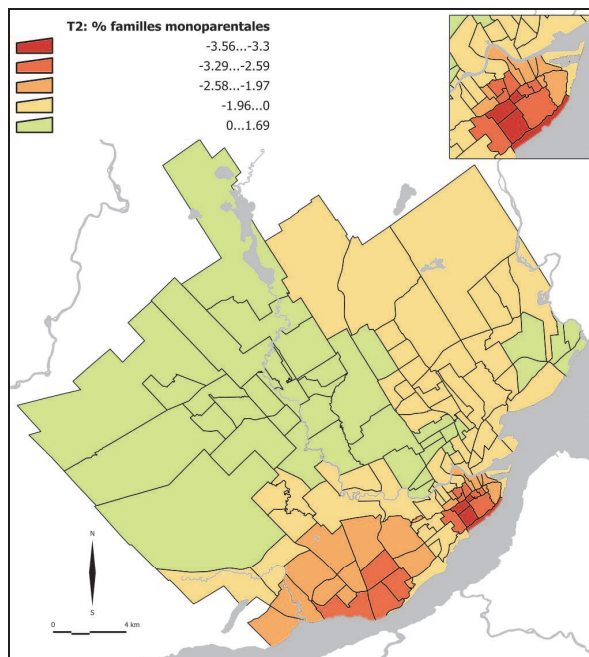 T2: % familles monoparentales
-3.56...-3.3
-3.29...-2.59
-2.58...-1.97
-1.96...0
0...1.69
N
S
0 4 km